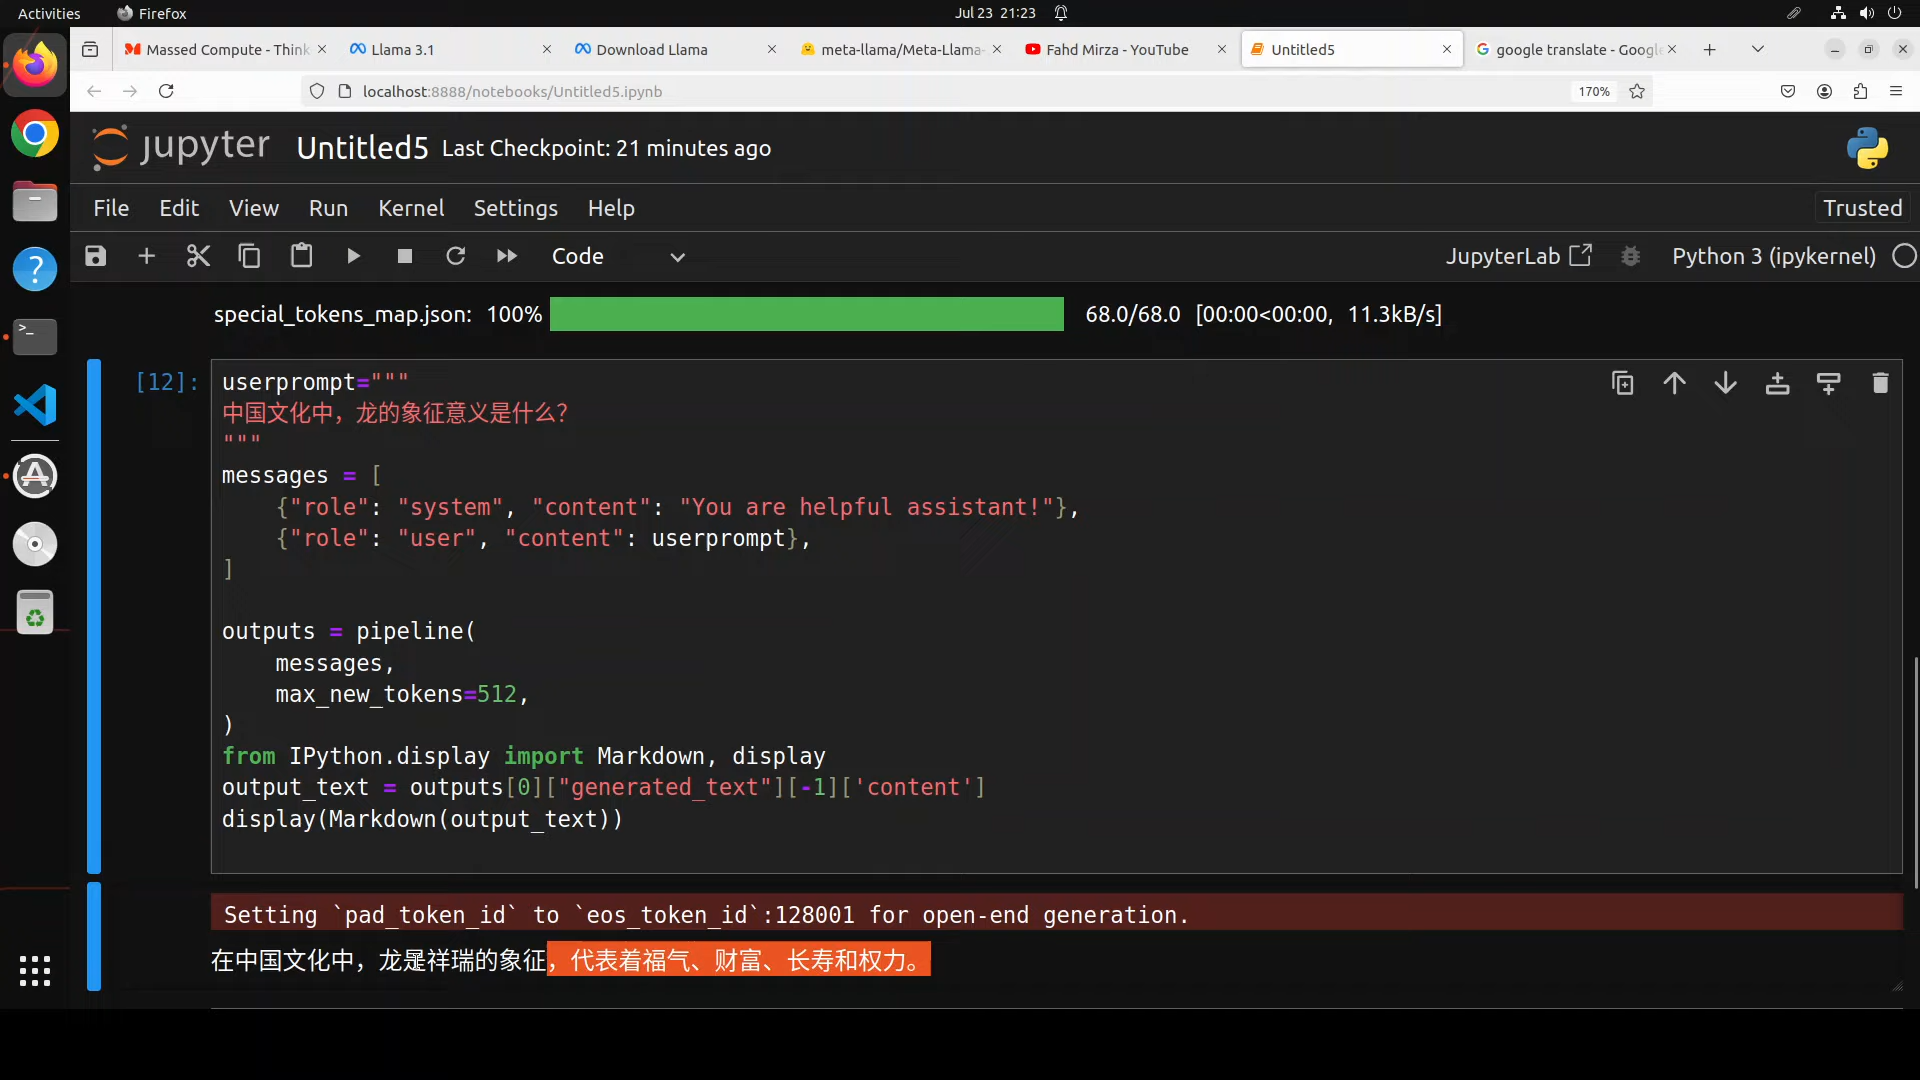 Activities Firefox Jul 23 21:23
Massed Compute - Think Llama 3.1 Download Llama meta-llama/Meta-Llama- Fahd Mirza - YouTube Untitled5 google translate - Google
localhost:8888/notebooks/Untitled5.ipynb 170%
jupyter Untitled5 Last Checkpoint: 21 minutes ago
File Edit View Run Kernel Settings Help Trusted
Code JupyterLab Python 3 (ipykernel)
special_tokens_map.json: 100% 68.0/68.0 [00:00<00:00, 11.3kB/s]
[12]: userprompt="""
中国文化中，龙的象征意义是什么？
"""
messages = [
{"role": "system", "content": "You are helpful assistant!"},
{"role": "user", "content": userprompt},
]
outputs = pipeline(
messages,
max_new_tokens=512,
)
from IPython.display import Markdown, display
output_text = outputs[0]["generated_text"][-1]['content']
display(Markdown(output_text))
Setting `pad_token_id` to `eos_token_id`:128001 for open-end generation.
在中国文化中，龙是祥瑞的象征，代表着福气、财富、长寿和权力。